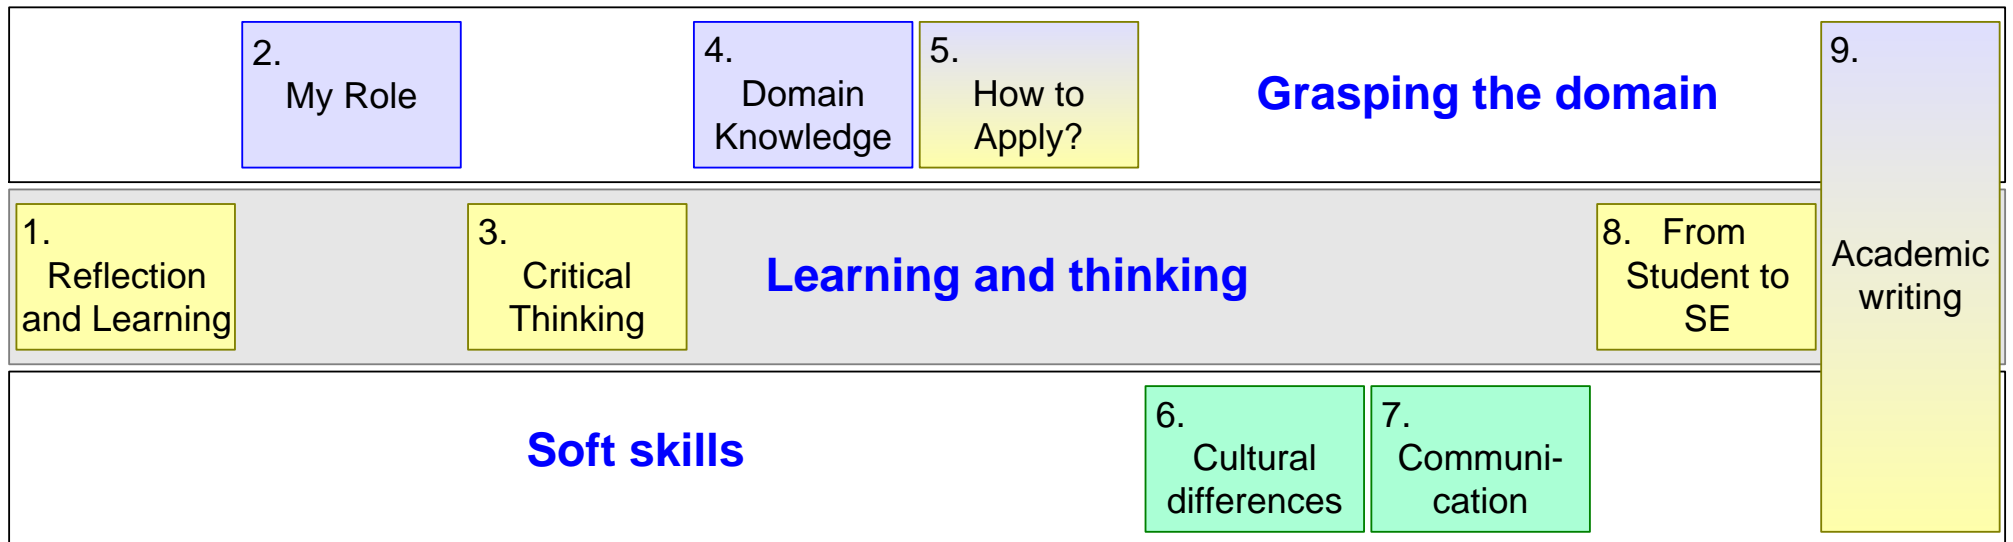 2.
My Role
4.
Domain
Knowledge
5.
How to
Apply?
Grasping the domain
9.
Academic
writing
1.
Reflection
and Learning
3.
Critical
Thinking
Learning and thinking
8. From
Student to
SE
Soft skills
6.
Cultural
differences
7.
Communi-
cation